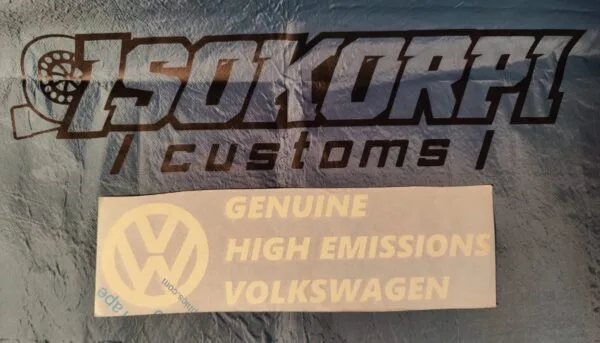 ISOKORPI
| customs |
GENUINE
HIGH EMISSIONS
VOLKSWAGEN